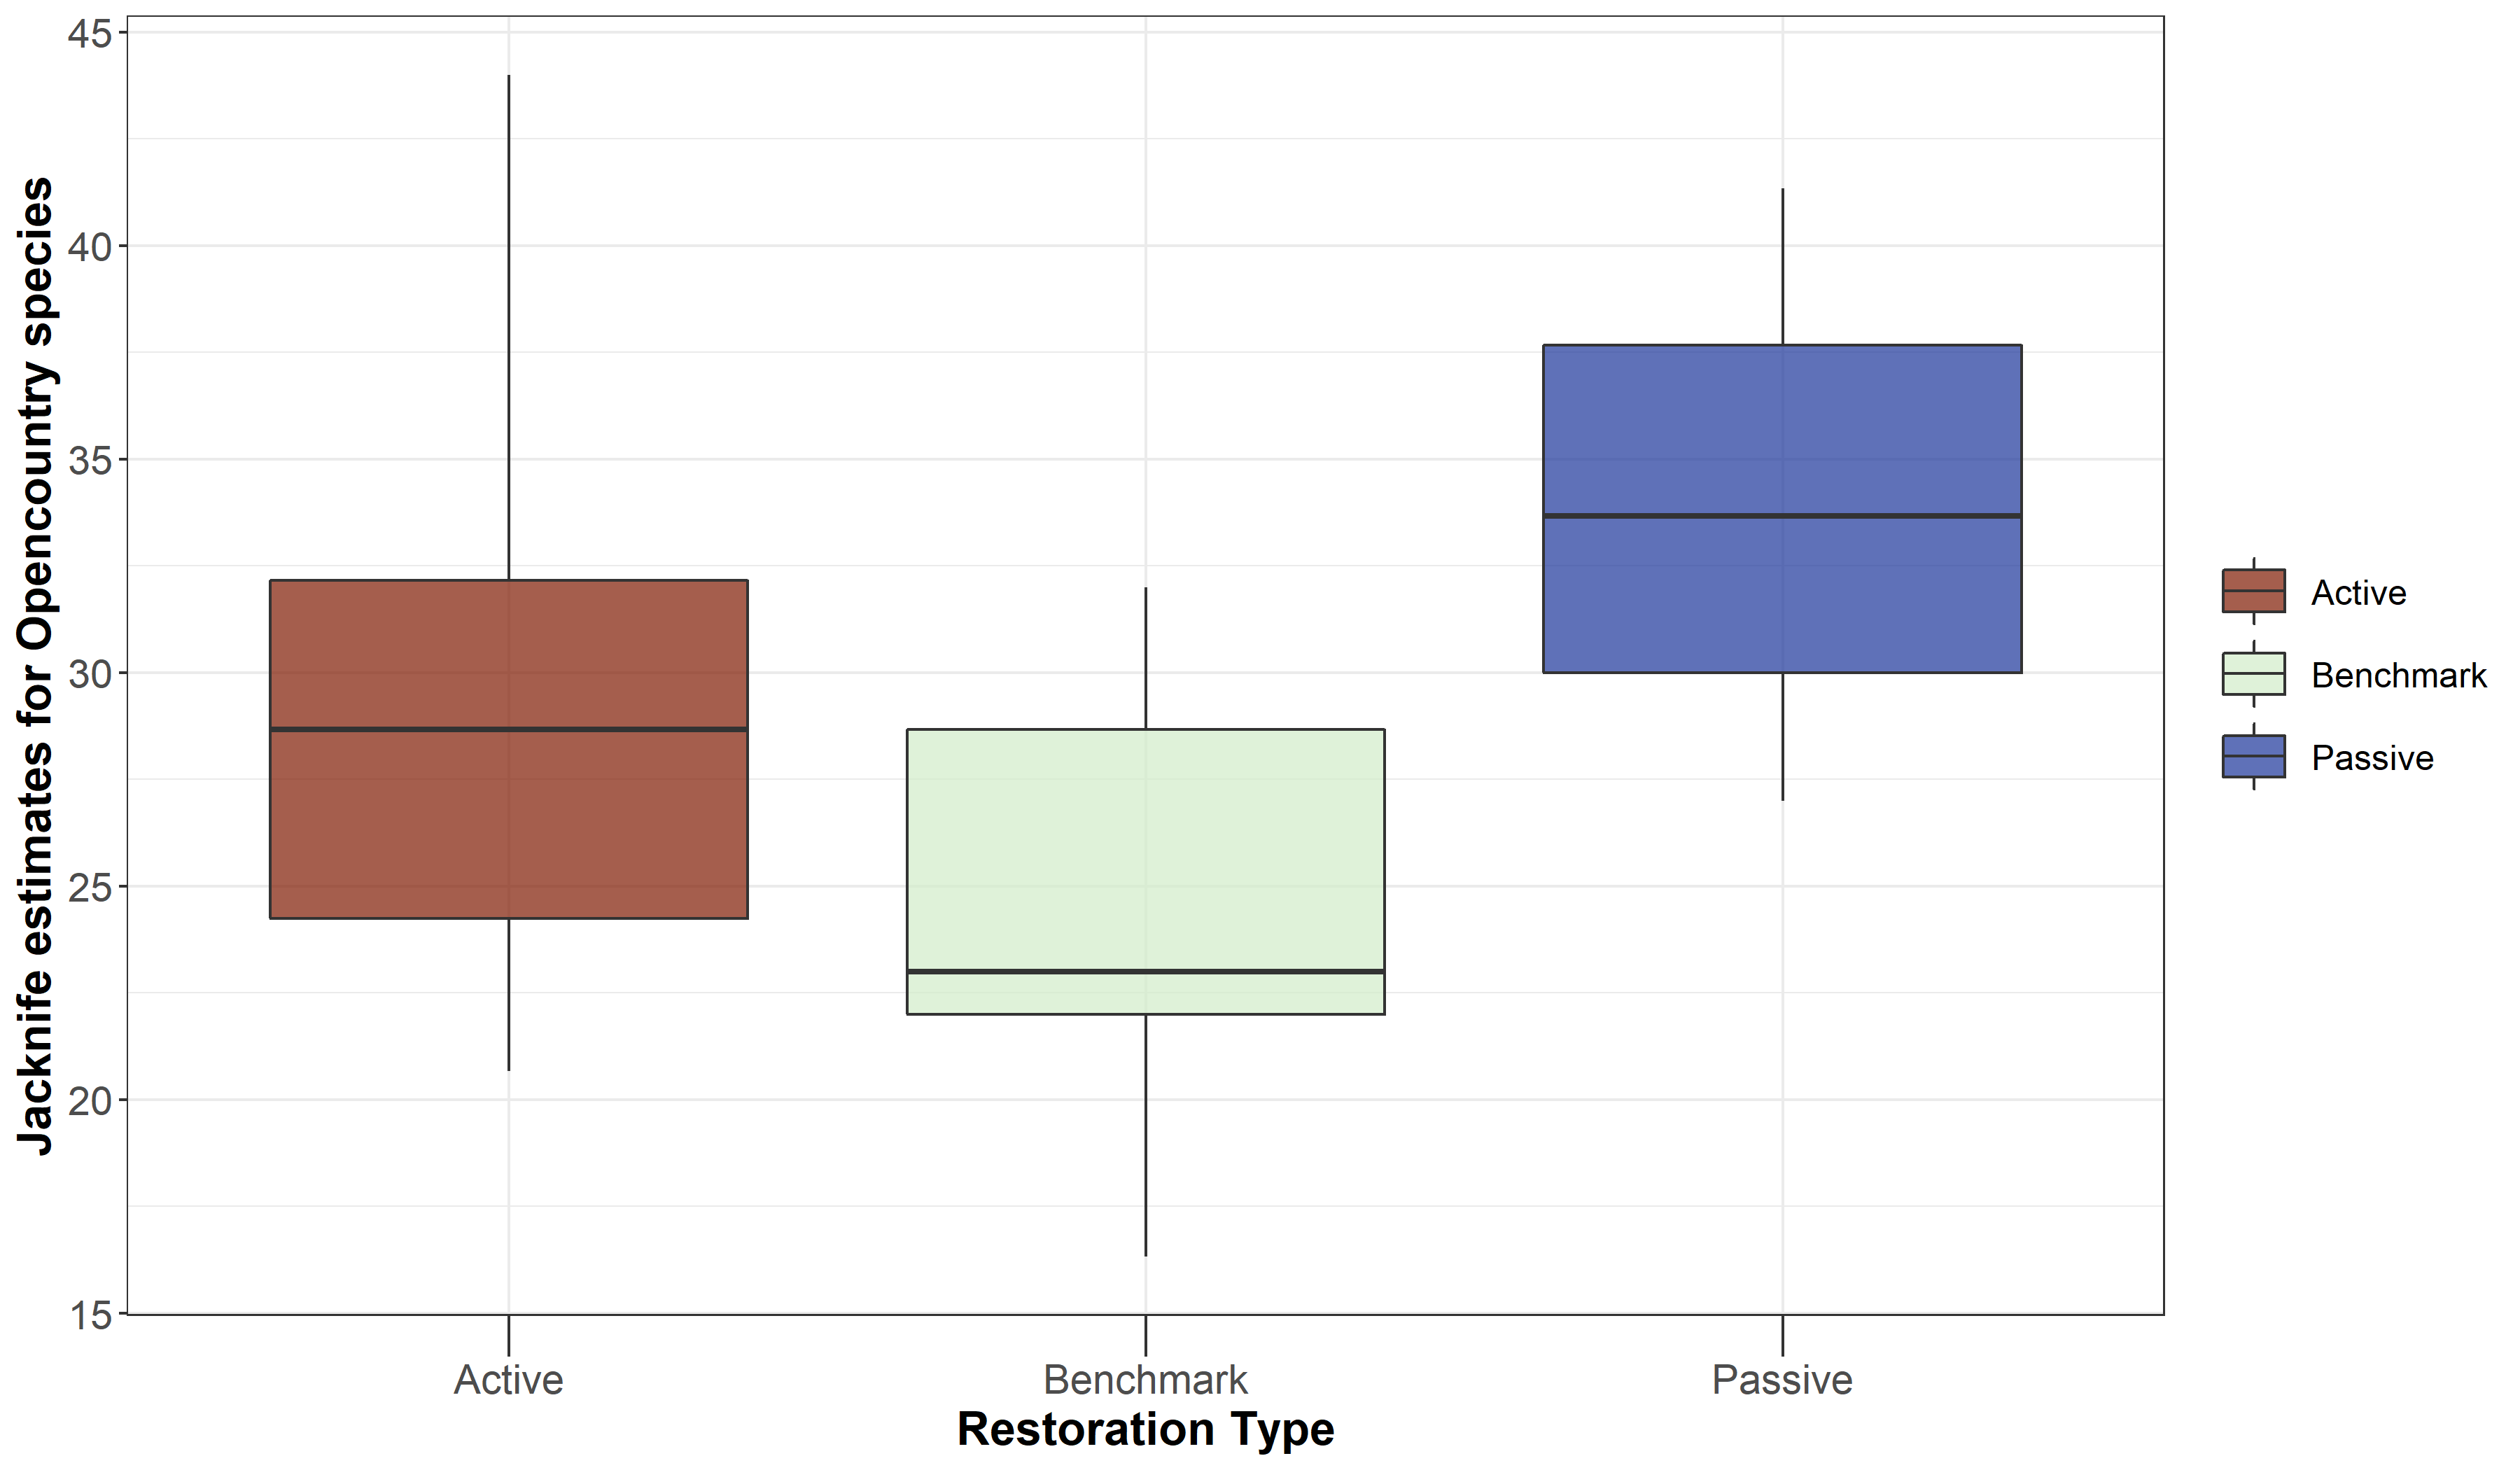 Jacknife estimates for Opencountry species
45
40
35
30
25
20
15
Active
Benchmark
Passive
Restoration Type
Active
Benchmark
Passive